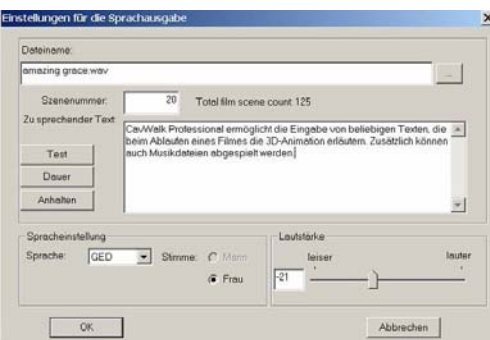 Einstellungen für die Sprachausgabe
Dateiname:
amazing grace.wav
...
Szenenummer: 20 Total film scene count 125
Zu sprechender Text
CavWalk Professional ermöglicht die Eingabe von beliebigen Texten, die
beim Ablaufen eines Filmes die 3D-Animation erläutern. Zusätzlich können
auch Musikdateien abgespielt werden.
Test
Dauer
Anhalten
Spracheinstellung
Sprache: GED Stimme: Mann
Frau
Lautstärke
leiser lauter
-21
OK
Abbrechen